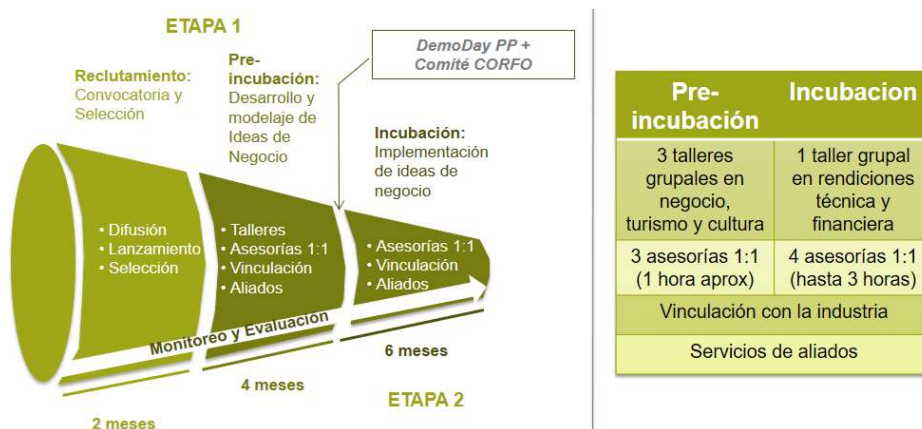 ETAPA 1
DemoDay PP +
Comité CORFO
Reclutamiento:
Convocatoria y
Selección
Pre-
incubación:
Desarrollo y
modelaje de
Ideas de
Negocio
Incubación:
Implementación
de ideas de
negocio
• Difusión
• Lanzamiento
• Selección
• Talleres
• Asesorías 1:1
• Vinculación
• Aliados
• Asesorías 1:1
• Vinculación
• Aliados
Monitoreo y Evaluación
2 meses
4 meses
6 meses
ETAPA 2
Pre-
incubación
Incubacion
3 talleres
grupales en
negocio,
turismo y cultura
1 taller grupal
en rendiciones
técnica y
financiera
3 asesorías 1:1
(1 hora aprox)
4 asesorías 1:1
(hasta 3 horas)
Vinculación con la industria
Servicios de aliados